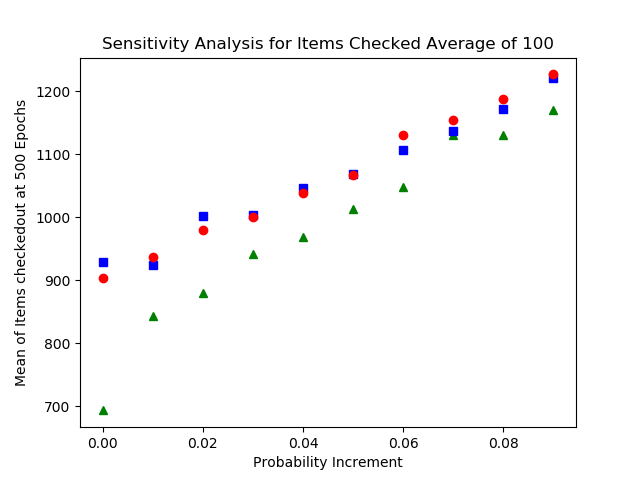 Sensitivity Analysis for Items Checked Average of 100
Mean of Items checkedout at 500 Epochs
1200
1100
1000
900
800
700
0.00 0.02 0.04 0.06 0.08
Probability Increment